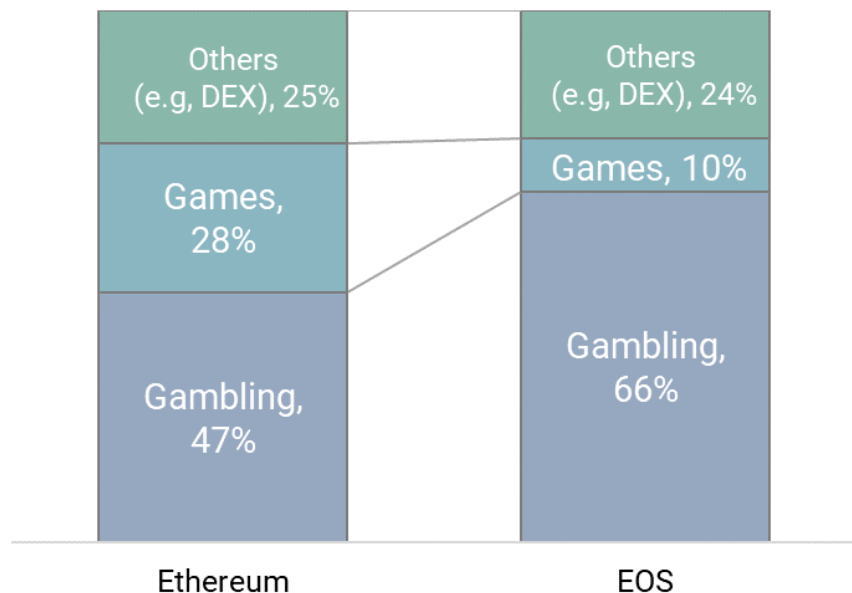 Others
(e.g, DEX), 25%
Games,
28%
Gambling,
47%
Others
(e.g, DEX), 24%
Games, 10%
Gambling,
66%
Ethereum
EOS